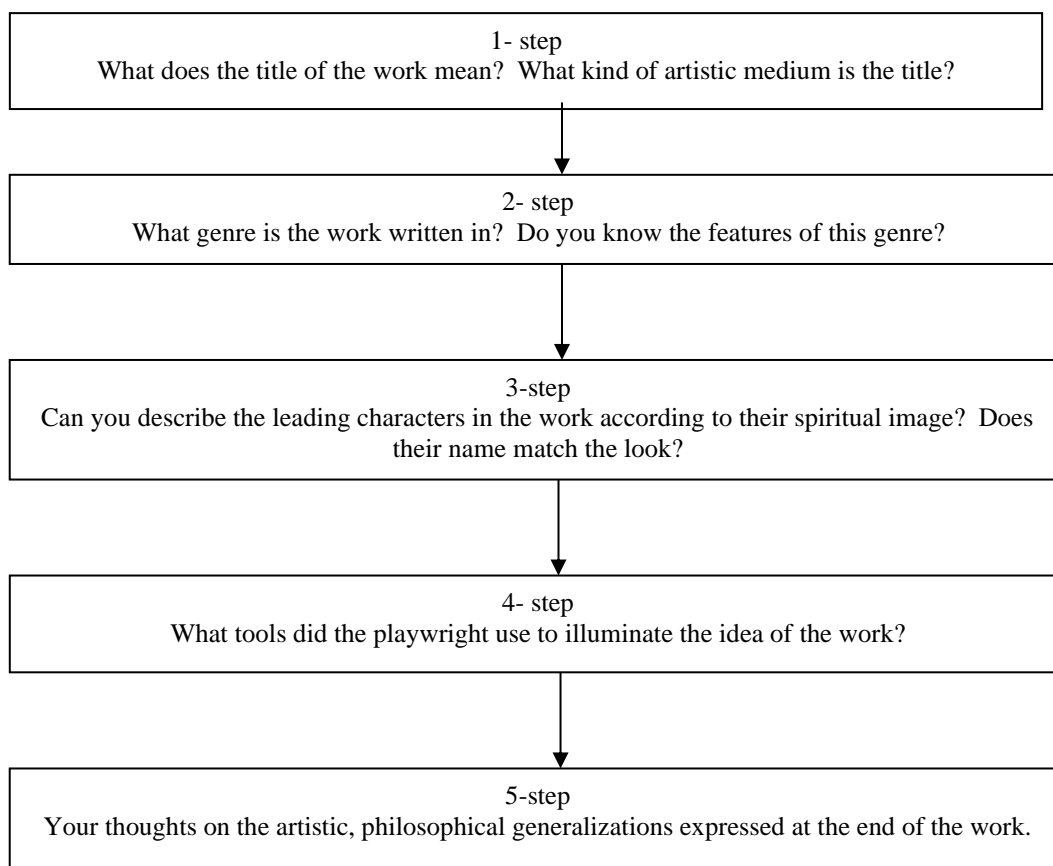 1- step
What does the title of the work mean?  What kind of artistic medium is the title?
2- step
What genre is the work written in?  Do you know the features of this genre?
3-step
Can you describe the leading characters in the work according to their spiritual image?  Does
their name match the look?
4- step
What tools did the playwright use to illuminate the idea of the work?
5-step
Your thoughts on the artistic, philosophical generalizations expressed at the end of the work.